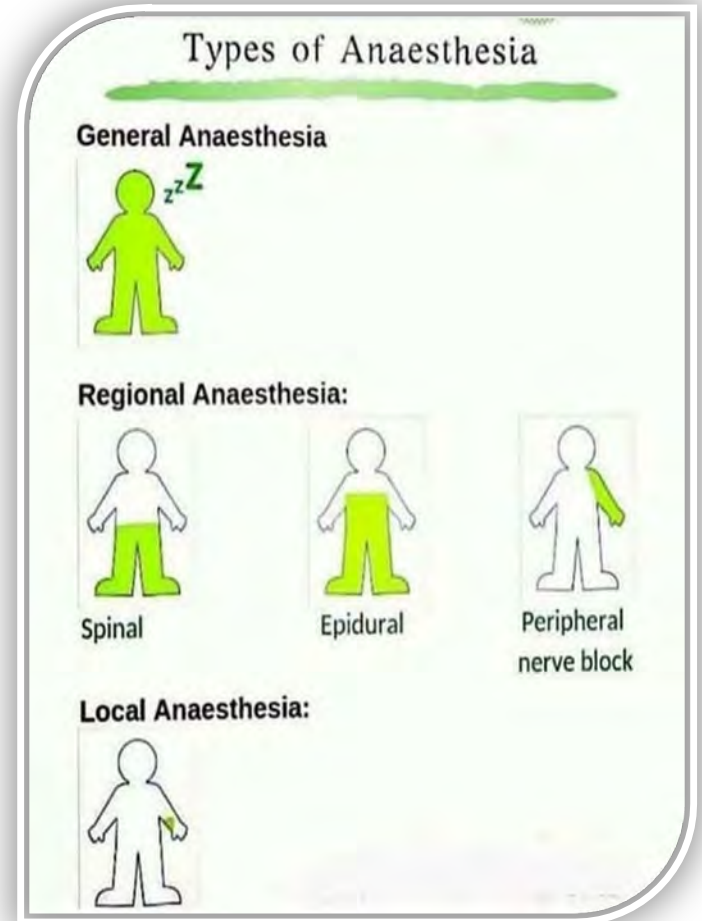 Types of Anaesthesia
General Anaesthesia
zzZ
Regional Anaesthesia:
Spinal Epidural Peripheral
nerve block
Local Anaesthesia: